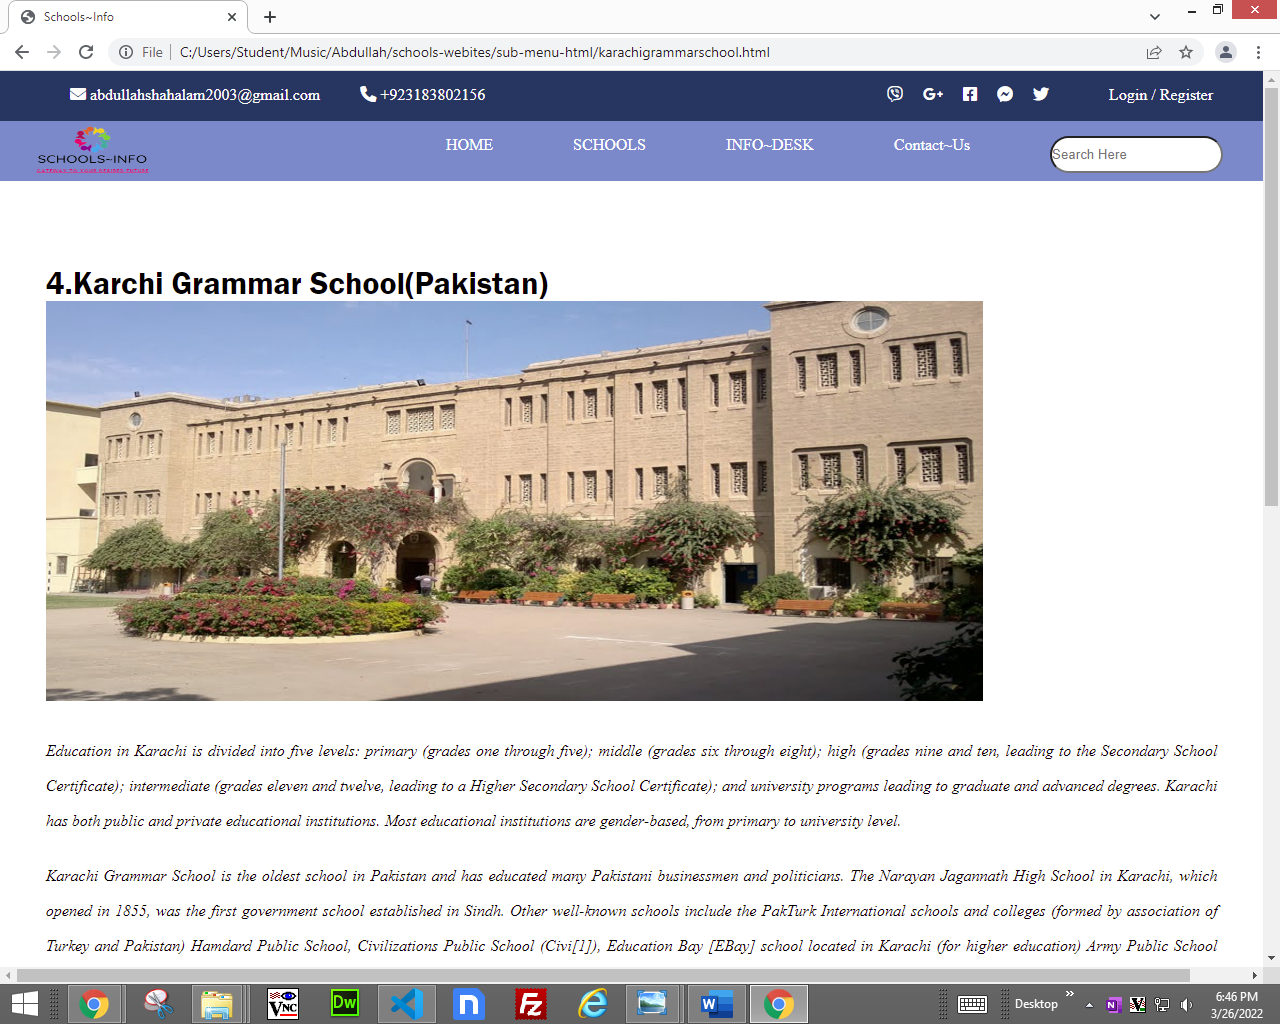 Schools~Info
File
C:/Users/Student/Music/Abdullah/schools-webites/sub-menu-html/karachigrammarschool.html
abdullahshahalam2003@gmail.com +923183802156 Login / Register
SCHOOLS~INFO
GATEWAY TO YOUR DESIRED FUTURE
HOME SCHOOLS INFO~DESK Contact~Us Search Here
4.Karchi Grammar School(Pakistan)
Education in Karachi is divided into five levels: primary (grades one through five); middle (grades six through eight); high (grades nine and ten, leading to the Secondary School
Certificate); intermediate (grades eleven and twelve, leading to a Higher Secondary School Certificate); and university programs leading to graduate and advanced degrees. Karachi
has both public and private educational institutions. Most educational institutions are gender-based, from primary to university level.
Karachi Grammar School is the oldest school in Pakistan and has educated many Pakistani businessmen and politicians. The Narayan Jagannath High School in Karachi, which
opened in 1855, was the first government school established in Sindh. Other well-known schools include the PakTurk International schools and colleges (formed by association of
Turkey and Pakistan) Hamdard Public School, Civilizations Public School (Civi[1]), Education Bay [EBay] school located in Karachi (for higher education) Army Public School
VNC
Dw
Fz
W
Desktop
N
6:46 PM
3/26/2022